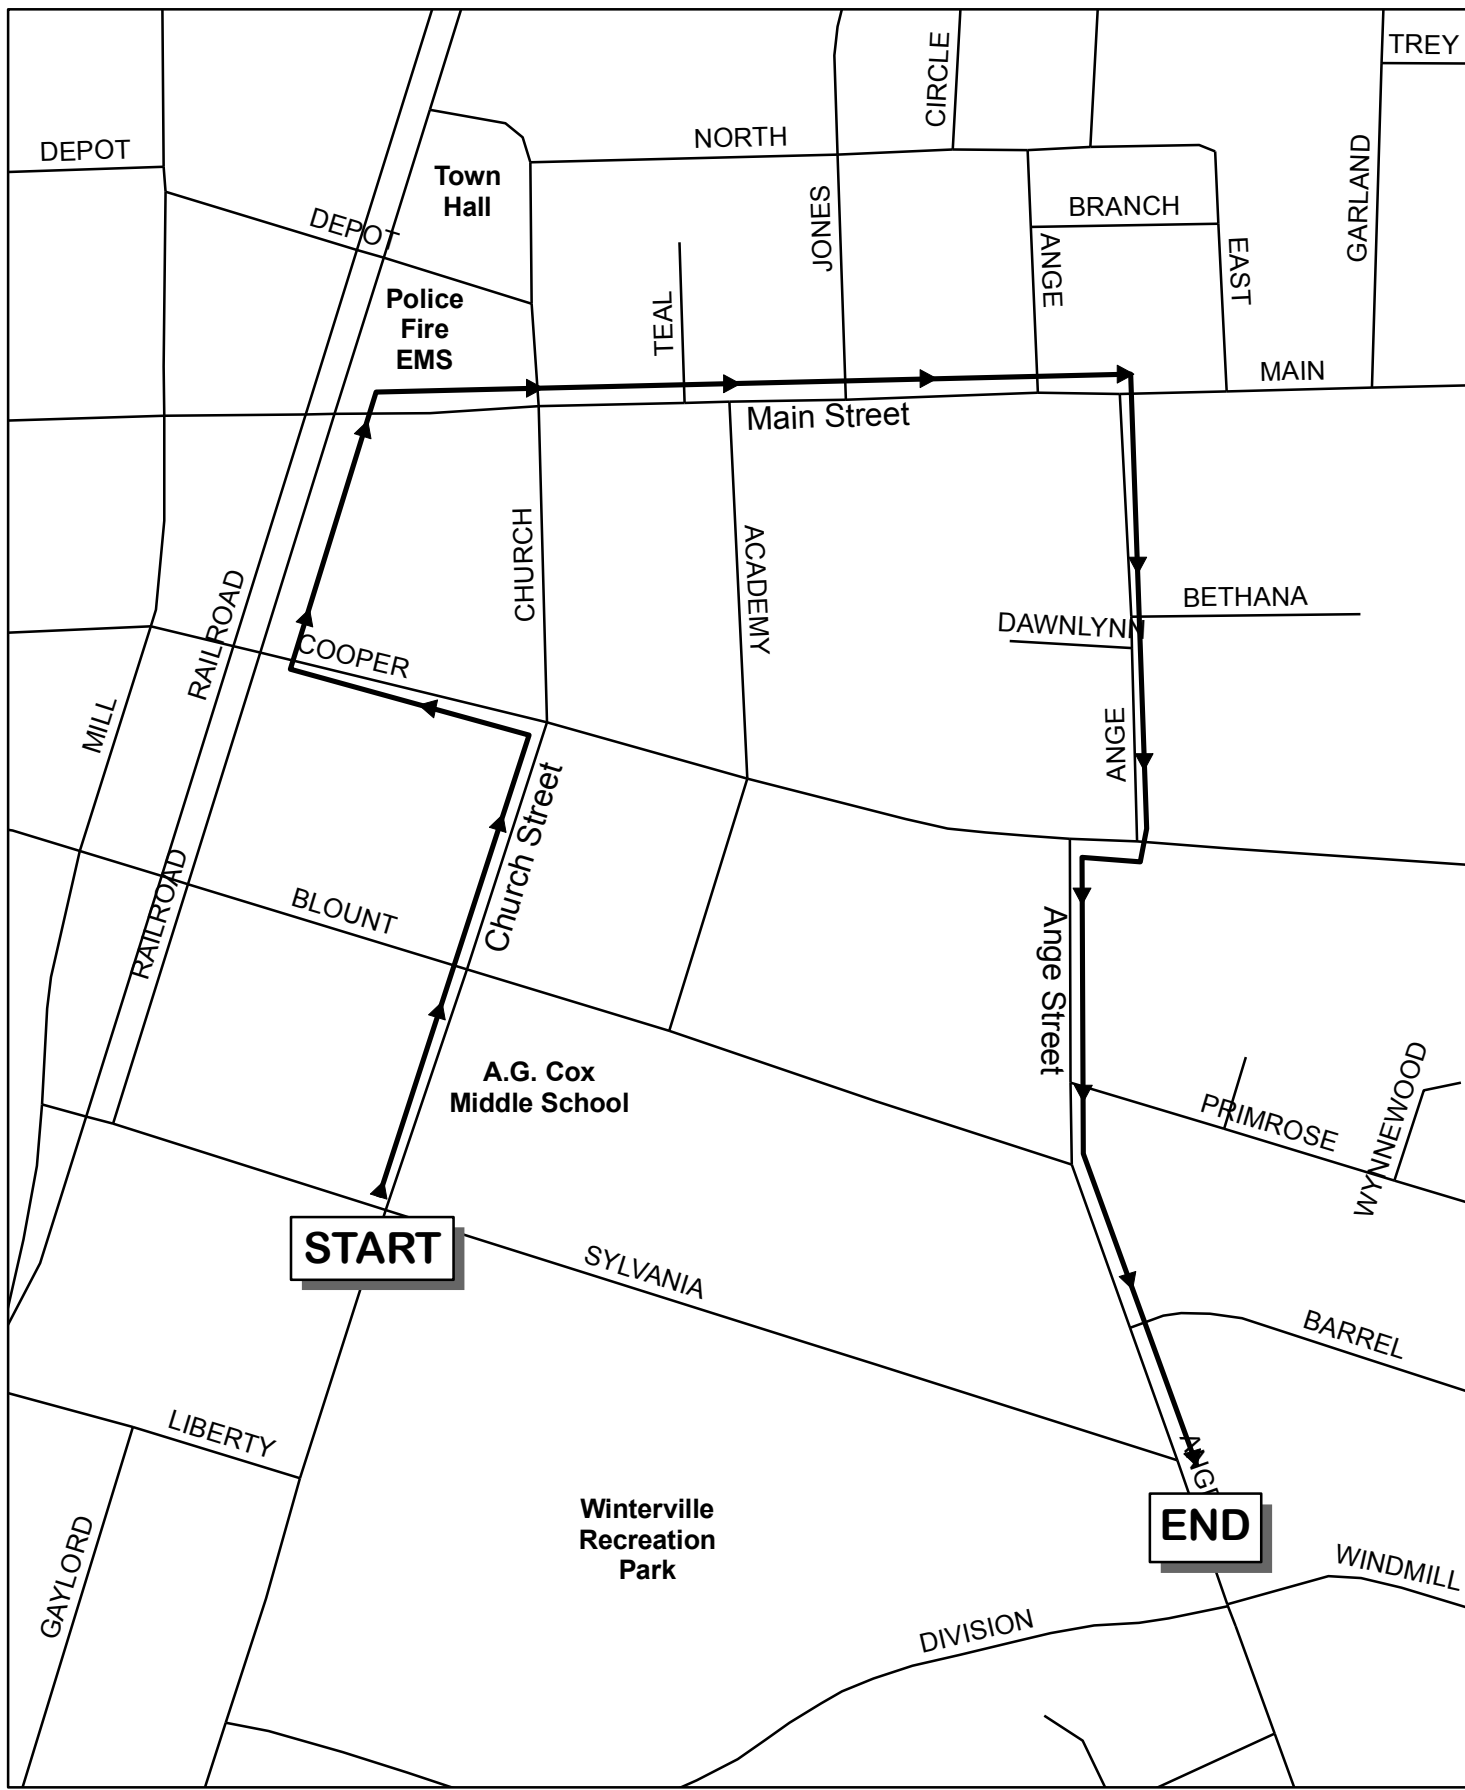 TREY
CIRCLE
NORTH
DEPOT
Town
Hall
GARLAND
BRANCH
JONES
DEPOT
ANGE
EAST
Police
Fire
EMS
TEAL
MAIN
Main Street
CHURCH
ACADEMY
RAILROAD
BETHANA
DAWNLYNN
COOPER
MILL
ANGE
Church Street
RAILROAD
BLOUNT
Ange Street
A.G. Cox
Middle School
PRIMROSE
WYNNEWOOD
START
SYLVANIA
BARREL
LIBERTY
ANGE
Winterville
Recreation
Park
END
GAYLORD
WINDMILL
DIVISION